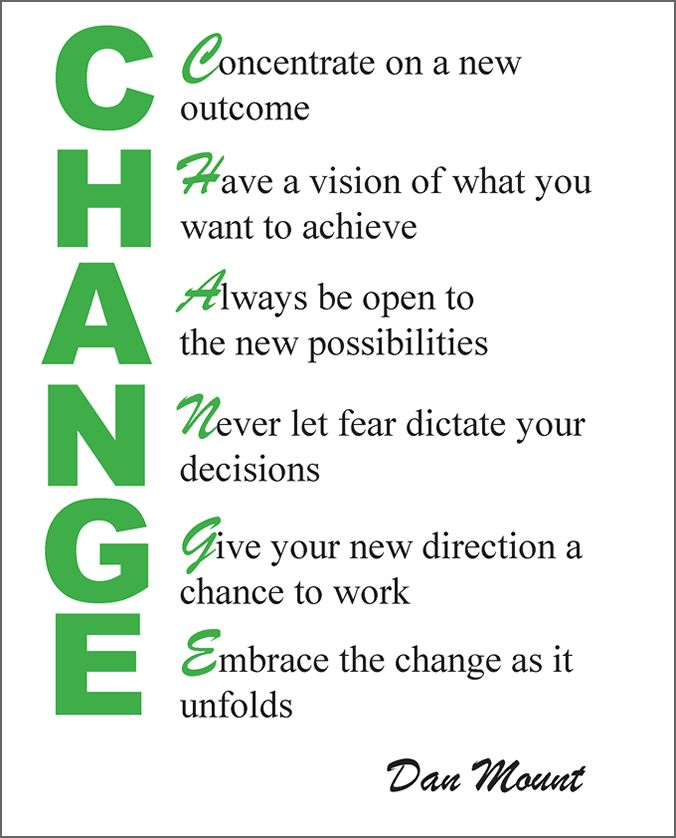 C Concentrate on a new
outcome
H Have a vision of what you
want to achieve
A Always be open to
the new possibilities
N Never let fear dictate your
decisions
G Give your new direction a
chance to work
E Embrace the change as it
unfolds
Dan Mount